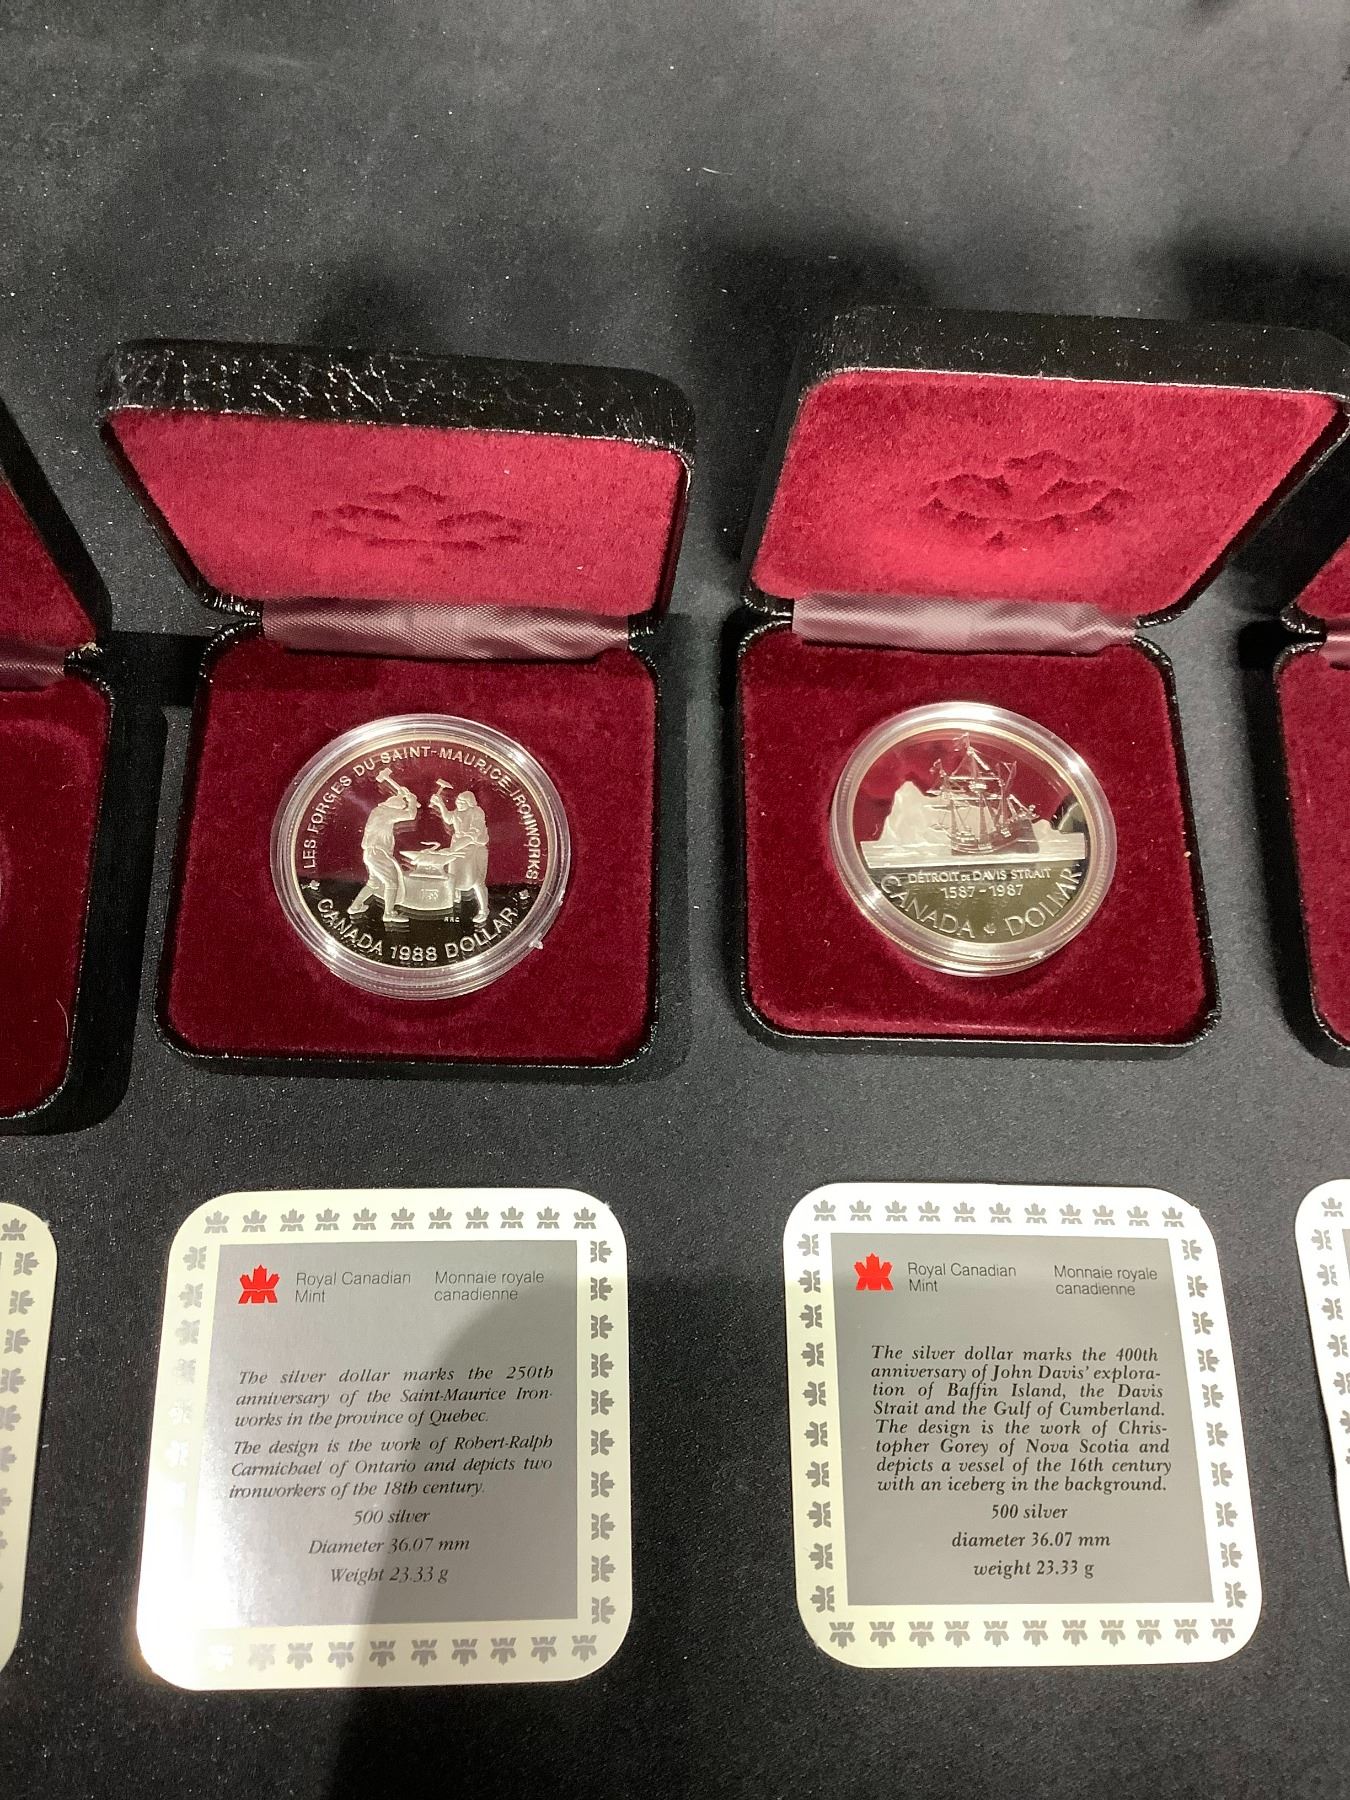 LES FORGES DU SAINT-MAURICE IRONWORKS
1738
RRC
CANADA 1988 DOLLAR
DÉTROIT DE DAVIS STRAIT
1587-1987
CANADA DOLLAR
Royal Canadian
Mint
Monnaie royale
canadienne
The silver dollar marks the 250th
anniversary of the Saint-Maurice Iron-
works in the province of Quebec.
The design is the work of Robert-Ralph
Carmichael of Ontario and depicts two
ironworkers of the 18th century.
500 silver
Diameter 36.07 mm
Weight 23.33 g
Royal Canadian
Mint
Monnaie royale
canadienne
The silver dollar marks the 400th
anniversary of John Davis' explora-
tion of Baffin Island, the Davis
Strait and the Gulf of Cumberland.
The design is the work of Chris-
topher Gorey of Nova Scotia and
depicts a vessel of the 16th century
with an iceberg in the background.
500 silver
diameter 36.07 mm
weight 23.33 g